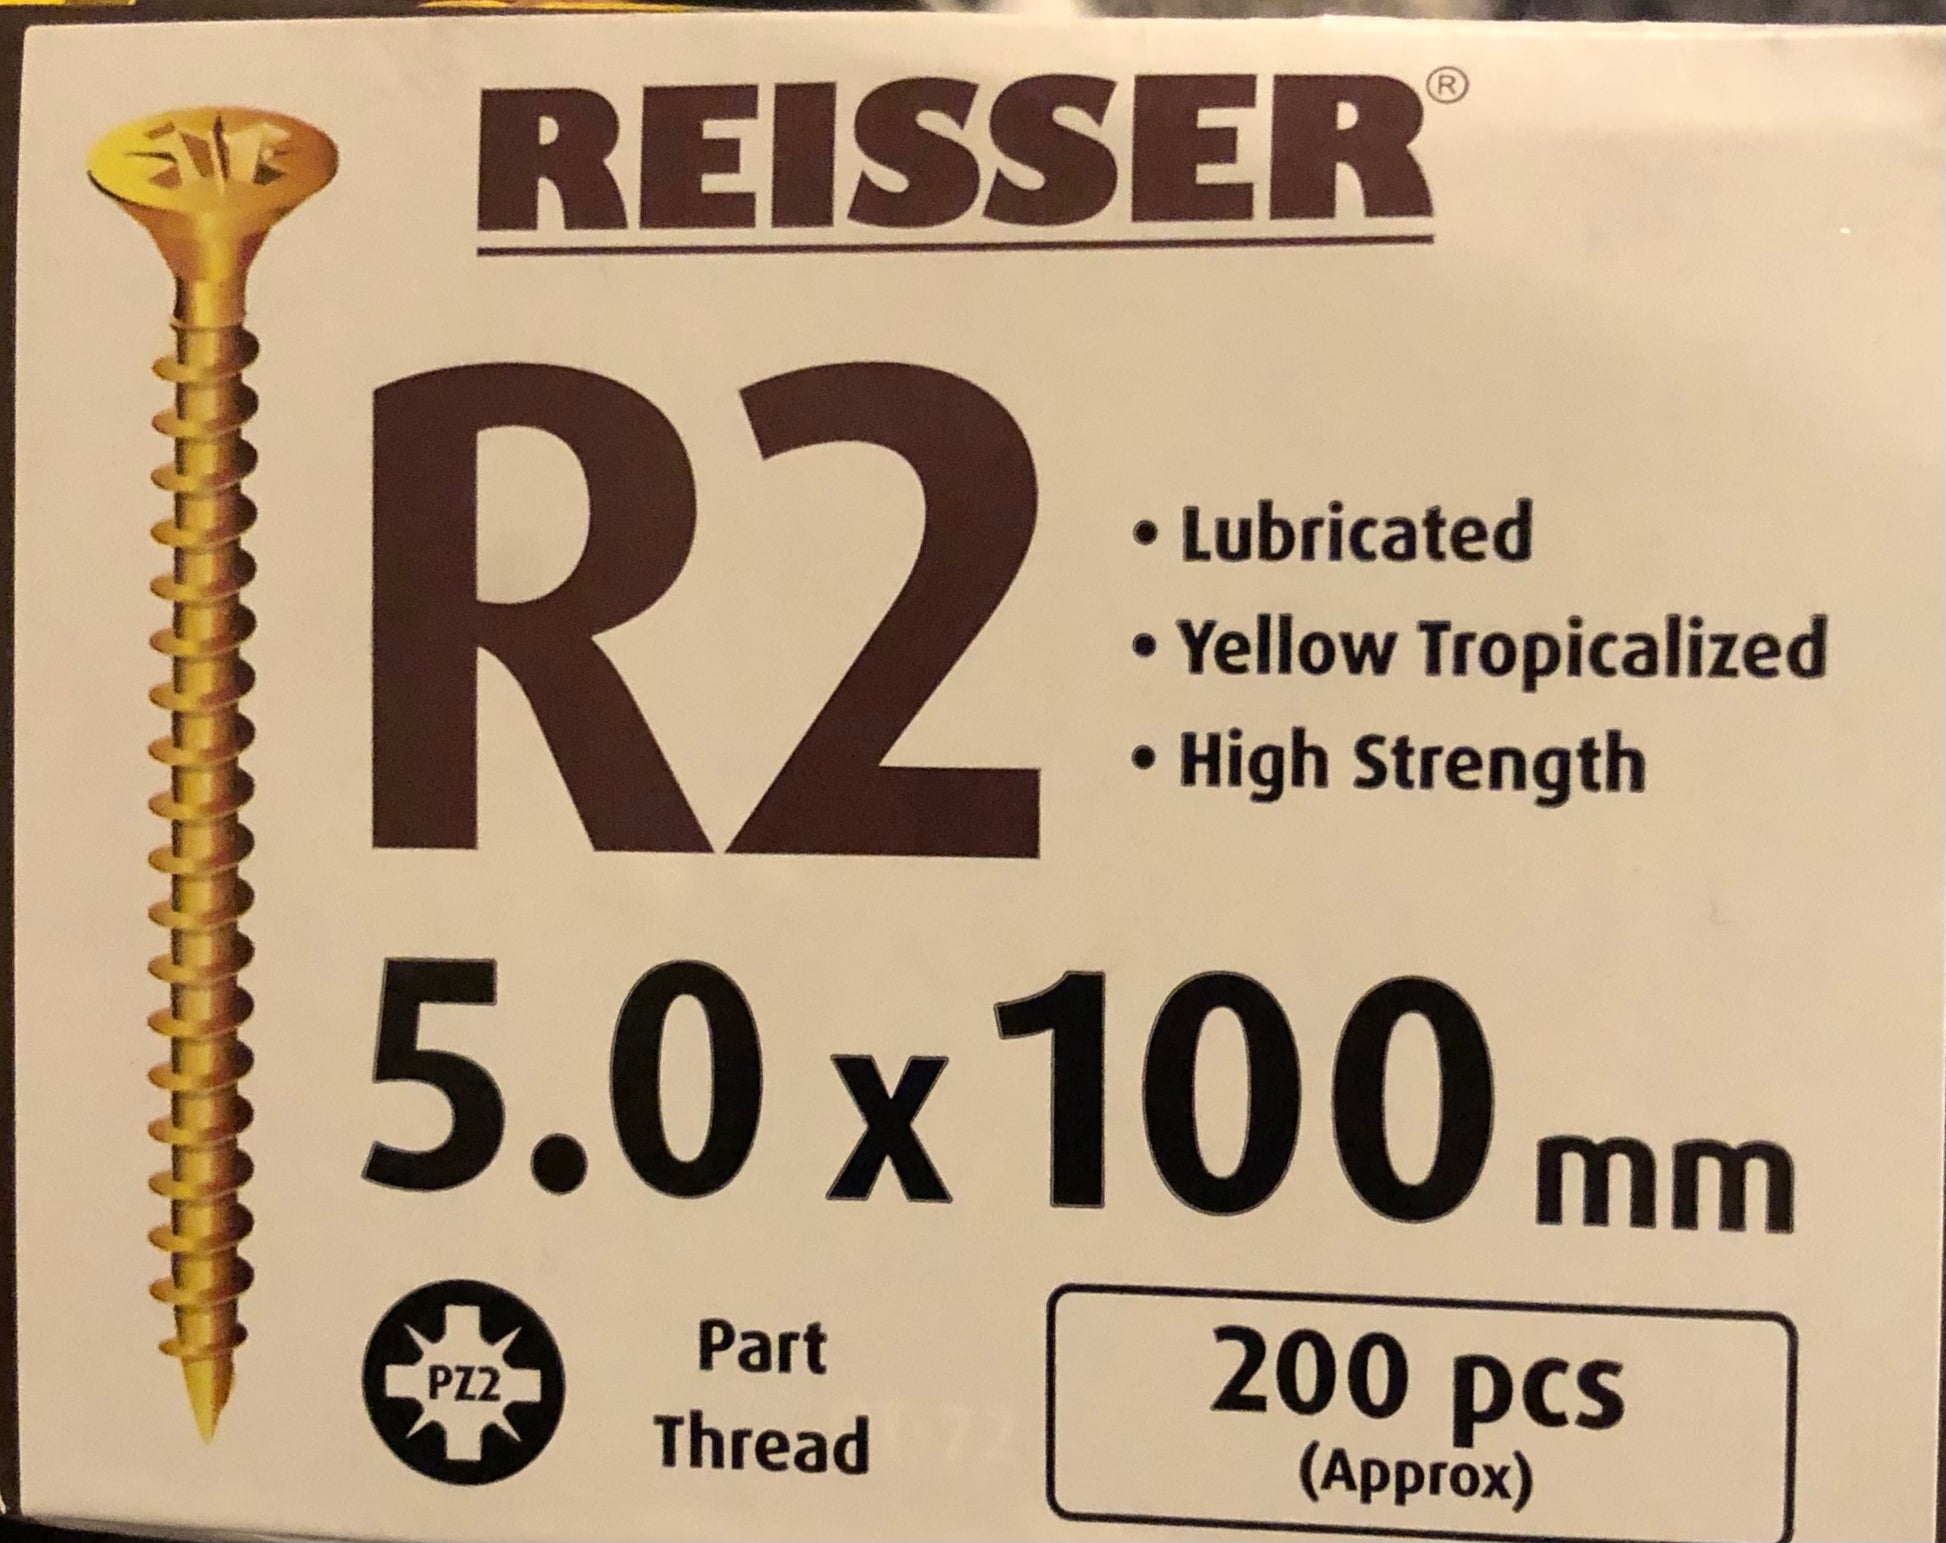 REISSER®
R2
• Lubricated
• Yellow Tropicalized
• High Strength
5.0 x 100 mm
PZ2
Part
Thread
200 pcs
(Approx)